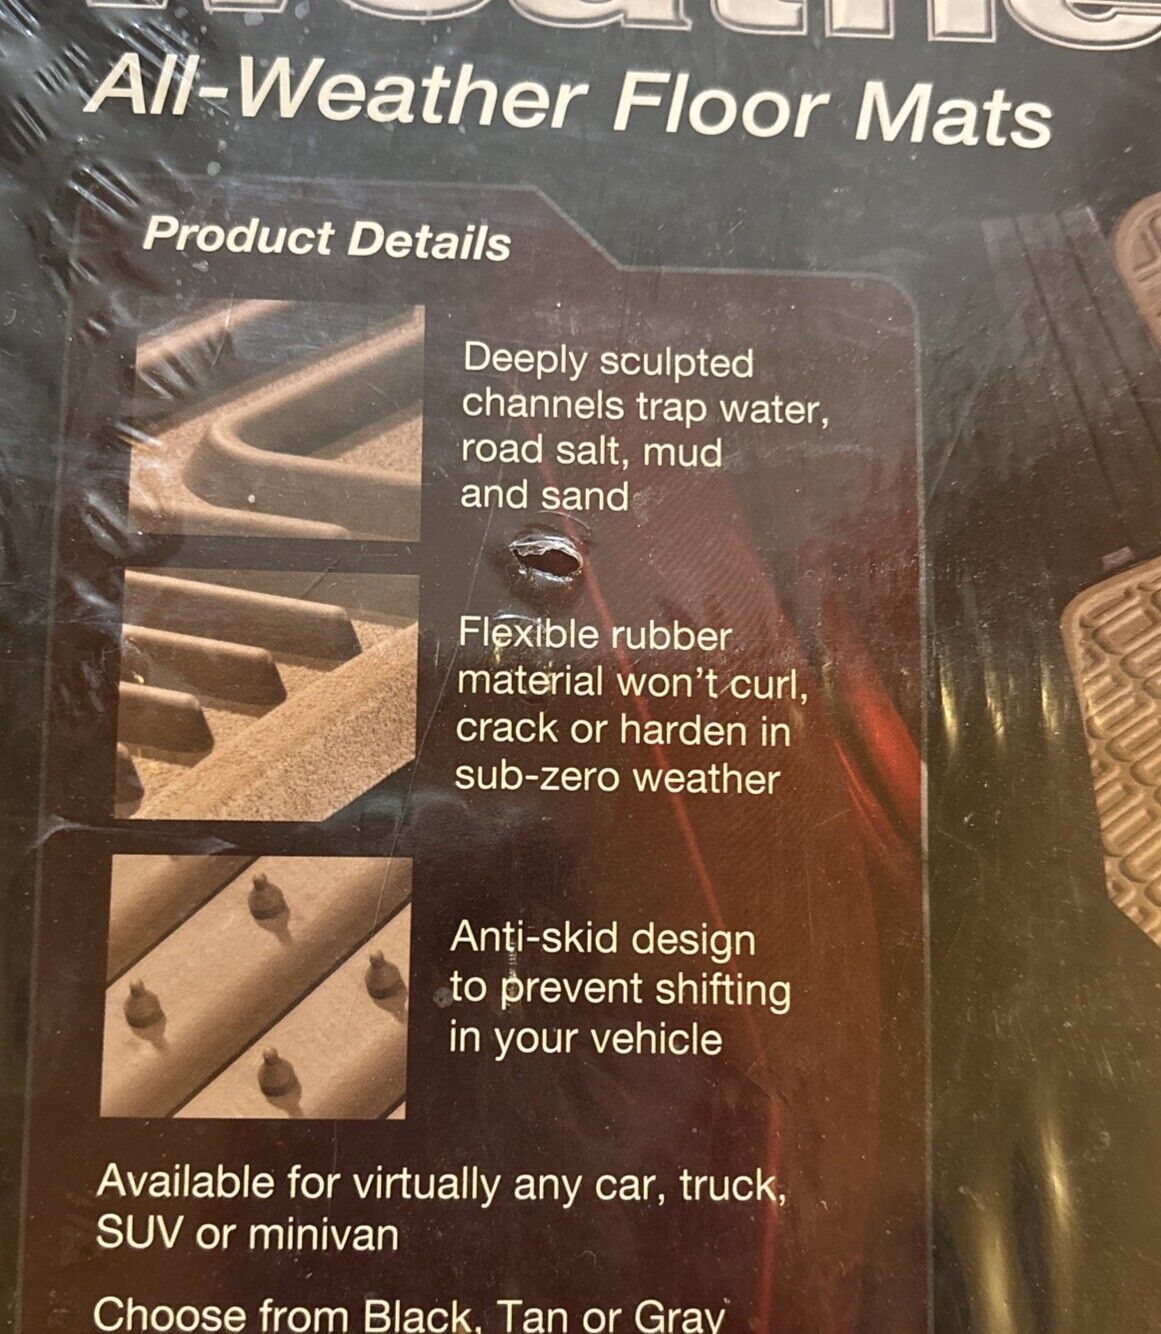 All-Weather Floor Mats
Product Details
Deeply sculpted
channels trap water,
road salt, mud
and sand
Flexible rubber
material won't curl,
crack or harden in
sub-zero weather
Anti-skid design
to prevent shifting
in your vehicle
Available for virtually any car, truck,
SUV or minivan
Choose from Black, Tan or Gray